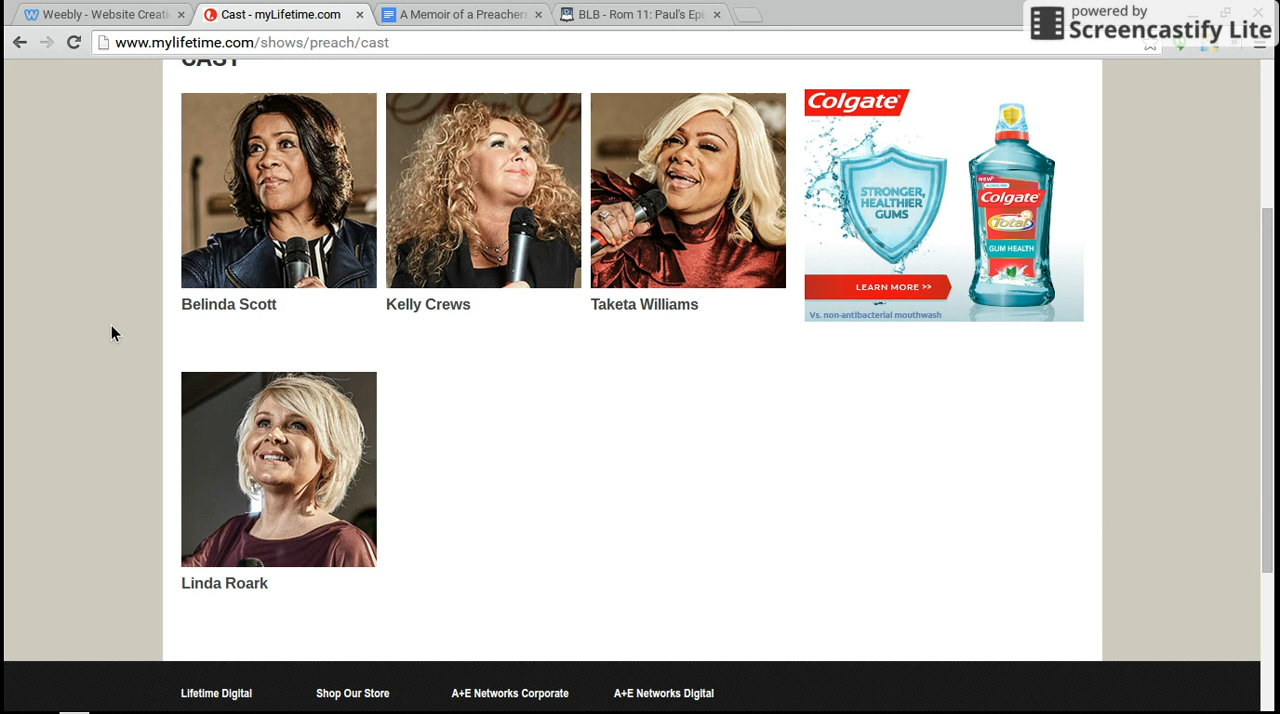 Weebly - Website Creati
Cast - myLifetime.com
A Memoir of a Preachers
BLB - Rom 11: Paul's Epi
powered by
Screencastify Lite
www.mylifetime.com/shows/preach/cast
CAST
Belinda Scott
Kelly Crews
Taketa Williams
Colgate
STRONGER,
HEALTHIER
GUMS
NEW
Colgate
Total
GUM HEALTH
LEARN MORE >>
Vs. non-antibacterial mouthwash
Linda Roark
Lifetime Digital
Shop Our Store
A+E Networks Corporate
A+E Networks Digital